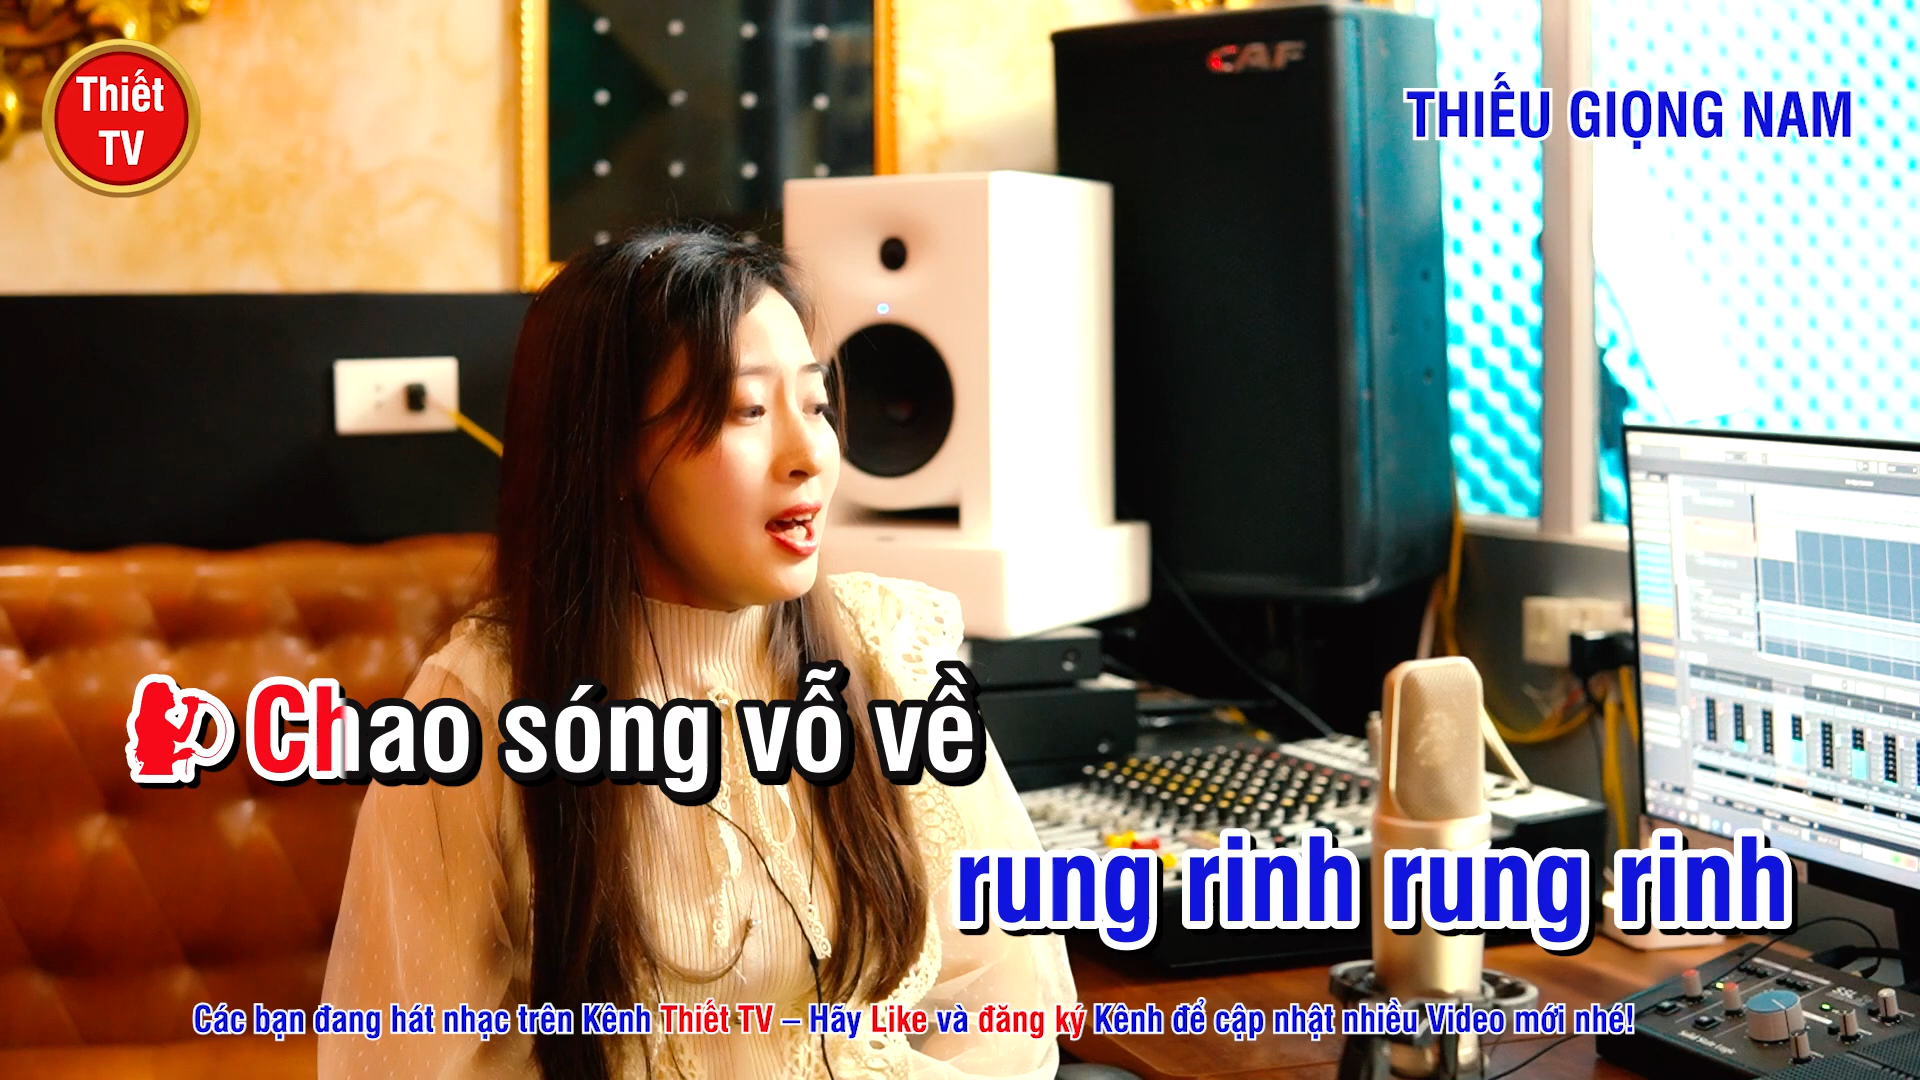 Thiết
TV
CAF
THIẾU GIỌNG NAM
Chao sóng vỗ về
rung rinh rung rinh
Các bạn đang hát nhạc trên Kênh Thiết TV – Hãy Like và đăng ký Kênh để cập nhật nhiều Video mới nhé!